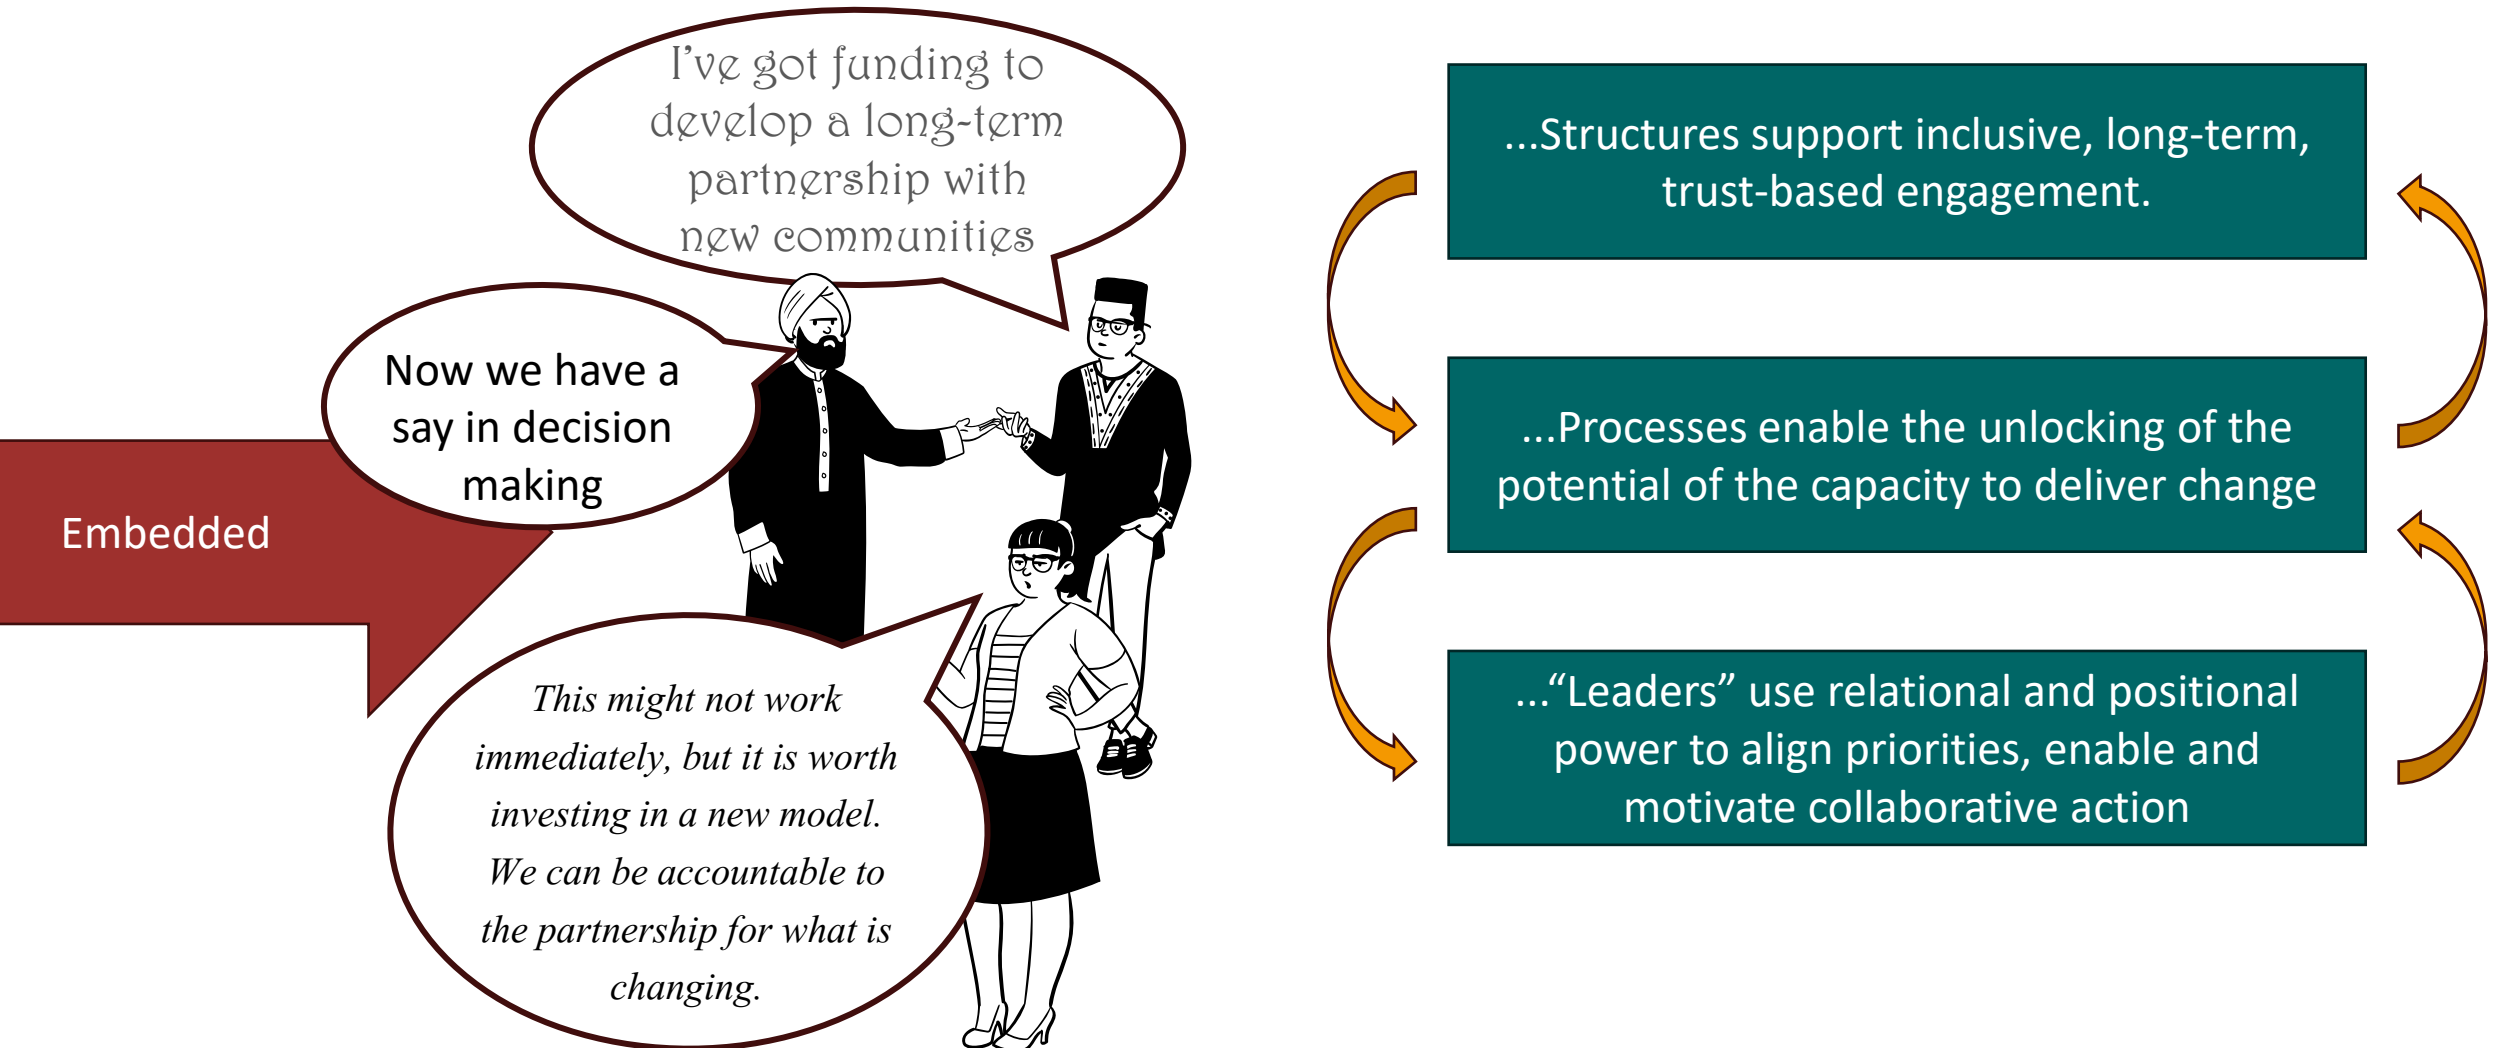 I've got funding to
develop a long-term
partnership with
new communities
Now we have a
say in decision
making
Embedded
This might not work
immediately, but it is worth
investing in a new model.
We can be accountable to
the partnership for what is
changing.
...Structures support inclusive, long-term,
trust-based engagement.
...Processes enable the unlocking of the
potential of the capacity to deliver change
...“Leaders” use relational and positional
power to align priorities, enable and
motivate collaborative action